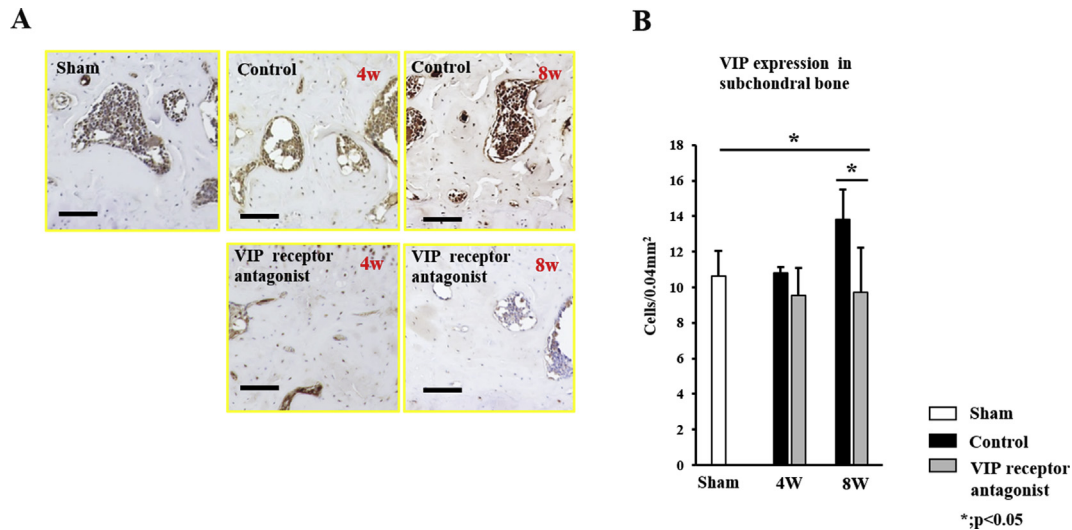 A
Sham
Control
4w
Control
8w
VIP receptor
antagonist
4w
VIP receptor
antagonist
8w
B
VIP expression in
subchondral bone
*
*
Cells/0.04mm²
18
16
14
12
10
8
6
4
2
0
Sham
4W
8W
Sham
Control
VIP receptor
antagonist
*;p<0.05